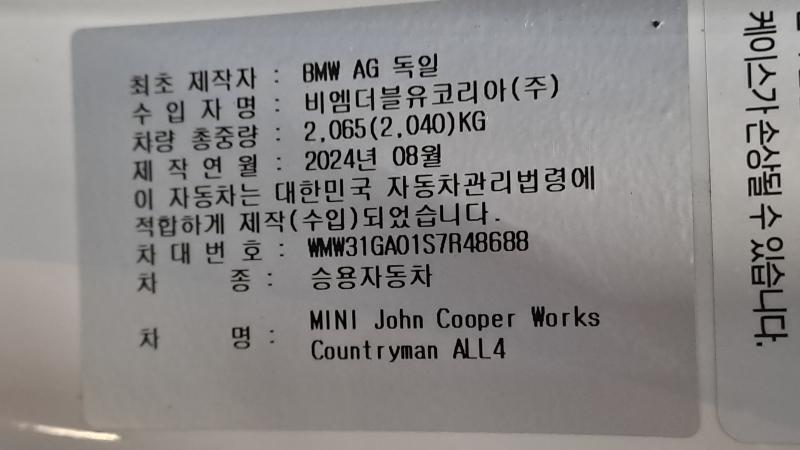 최초 제작자 : BMW AG 독일
수 입 자 명 : 비엠더블유코리아(주)
차량 총중량 : 2,065(2,040)KG
제 작 연 월 : 2024년 08월
이 자동차는 대한민국 자동차관리법령에
적합하게 제작(수입)되었습니다.
차 대 번 호 : WMW31GA01S7R48688
차 종 : 승용자동차
차 명 : MINI John Cooper Works
Countryman ALL4
케이스가 손상될 수 있습니다.